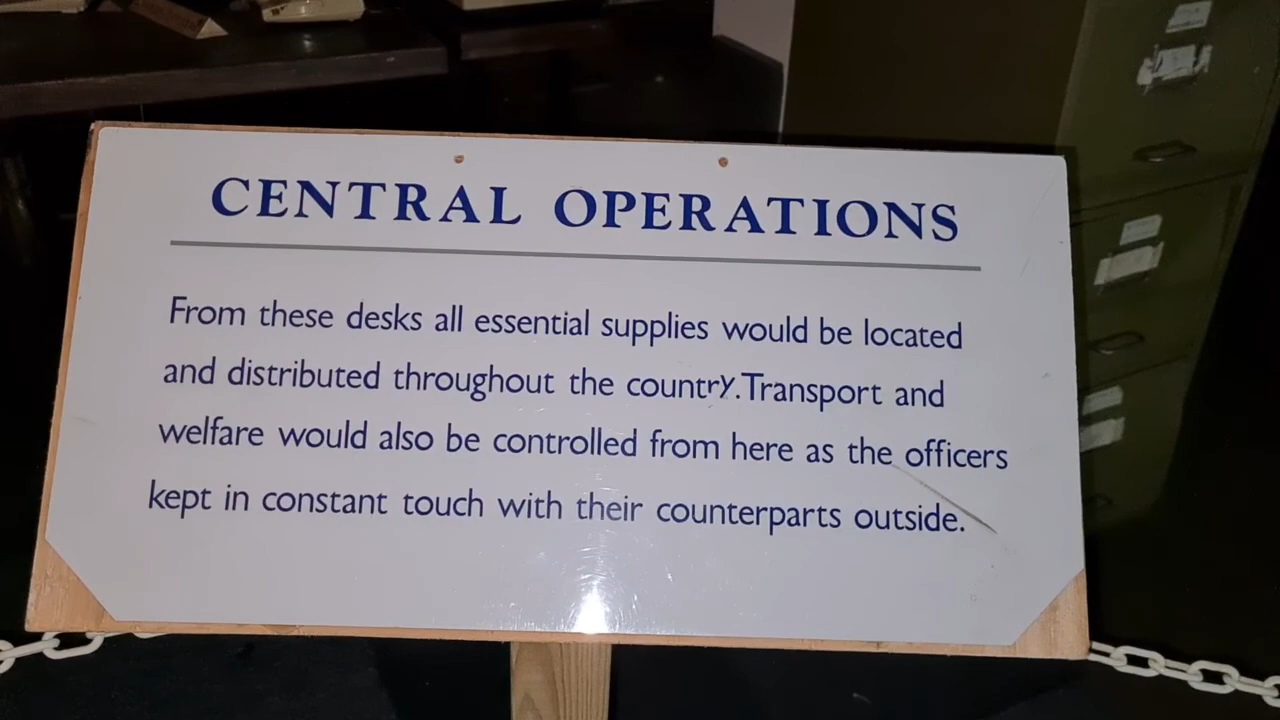 CENTRAL OPERATIONS
From these desks all essential supplies would be located
and distributed throughout the country. Transport and
welfare would also be controlled from here as the officers
kept in constant touch with their counterparts outside.